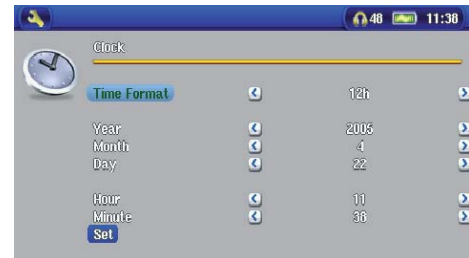 48 11:38
Clock
Time Format 12h
Year 2005
Month 4
Day 22
Hour 11
Minute 38
Set